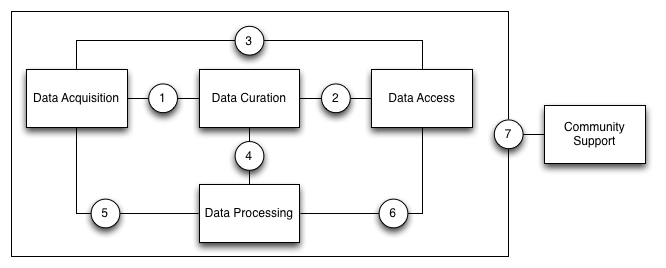 3
Data Acquisition
1
Data Curation
2
Data Access
7
Community
Support
4
5
Data Processing
6